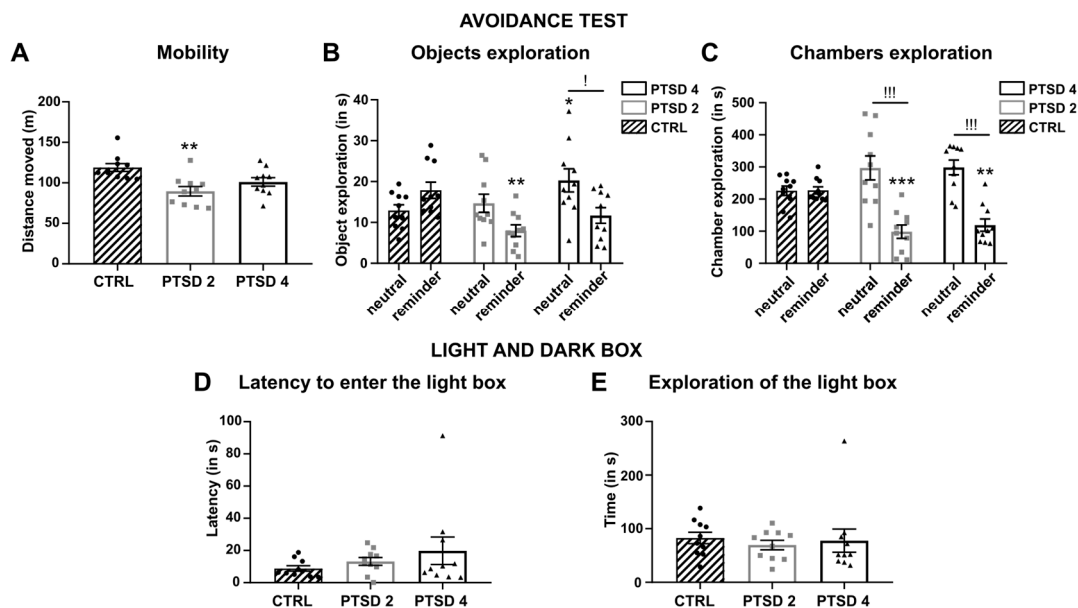 AVOIDANCE TEST
A
Mobility
Distance moved (m)
200
150
100
50
0
**
CTRL
PTSD 2
PTSD 4
B
Objects exploration
Object exploration (in s)
40
30
20
10
0
**
*
!
neutral
reminder
neutral
reminder
neutral
reminder
PTSD 4
PTSD 2
CTRL
C
Chambers exploration
Chamber exploration (in s)
500
400
300
200
100
0
!!!
***
!!!
**
neutral
reminder
neutral
reminder
neutral
reminder
PTSD 4
PTSD 2
CTRL
LIGHT AND DARK BOX
D
Latency to enter the light box
Latency (in s)
100
80
60
40
20
0
CTRL
PTSD 2
PTSD 4
E
Exploration of the light box
Time (in s)
300
200
100
0
CTRL
PTSD 2
PTSD 4